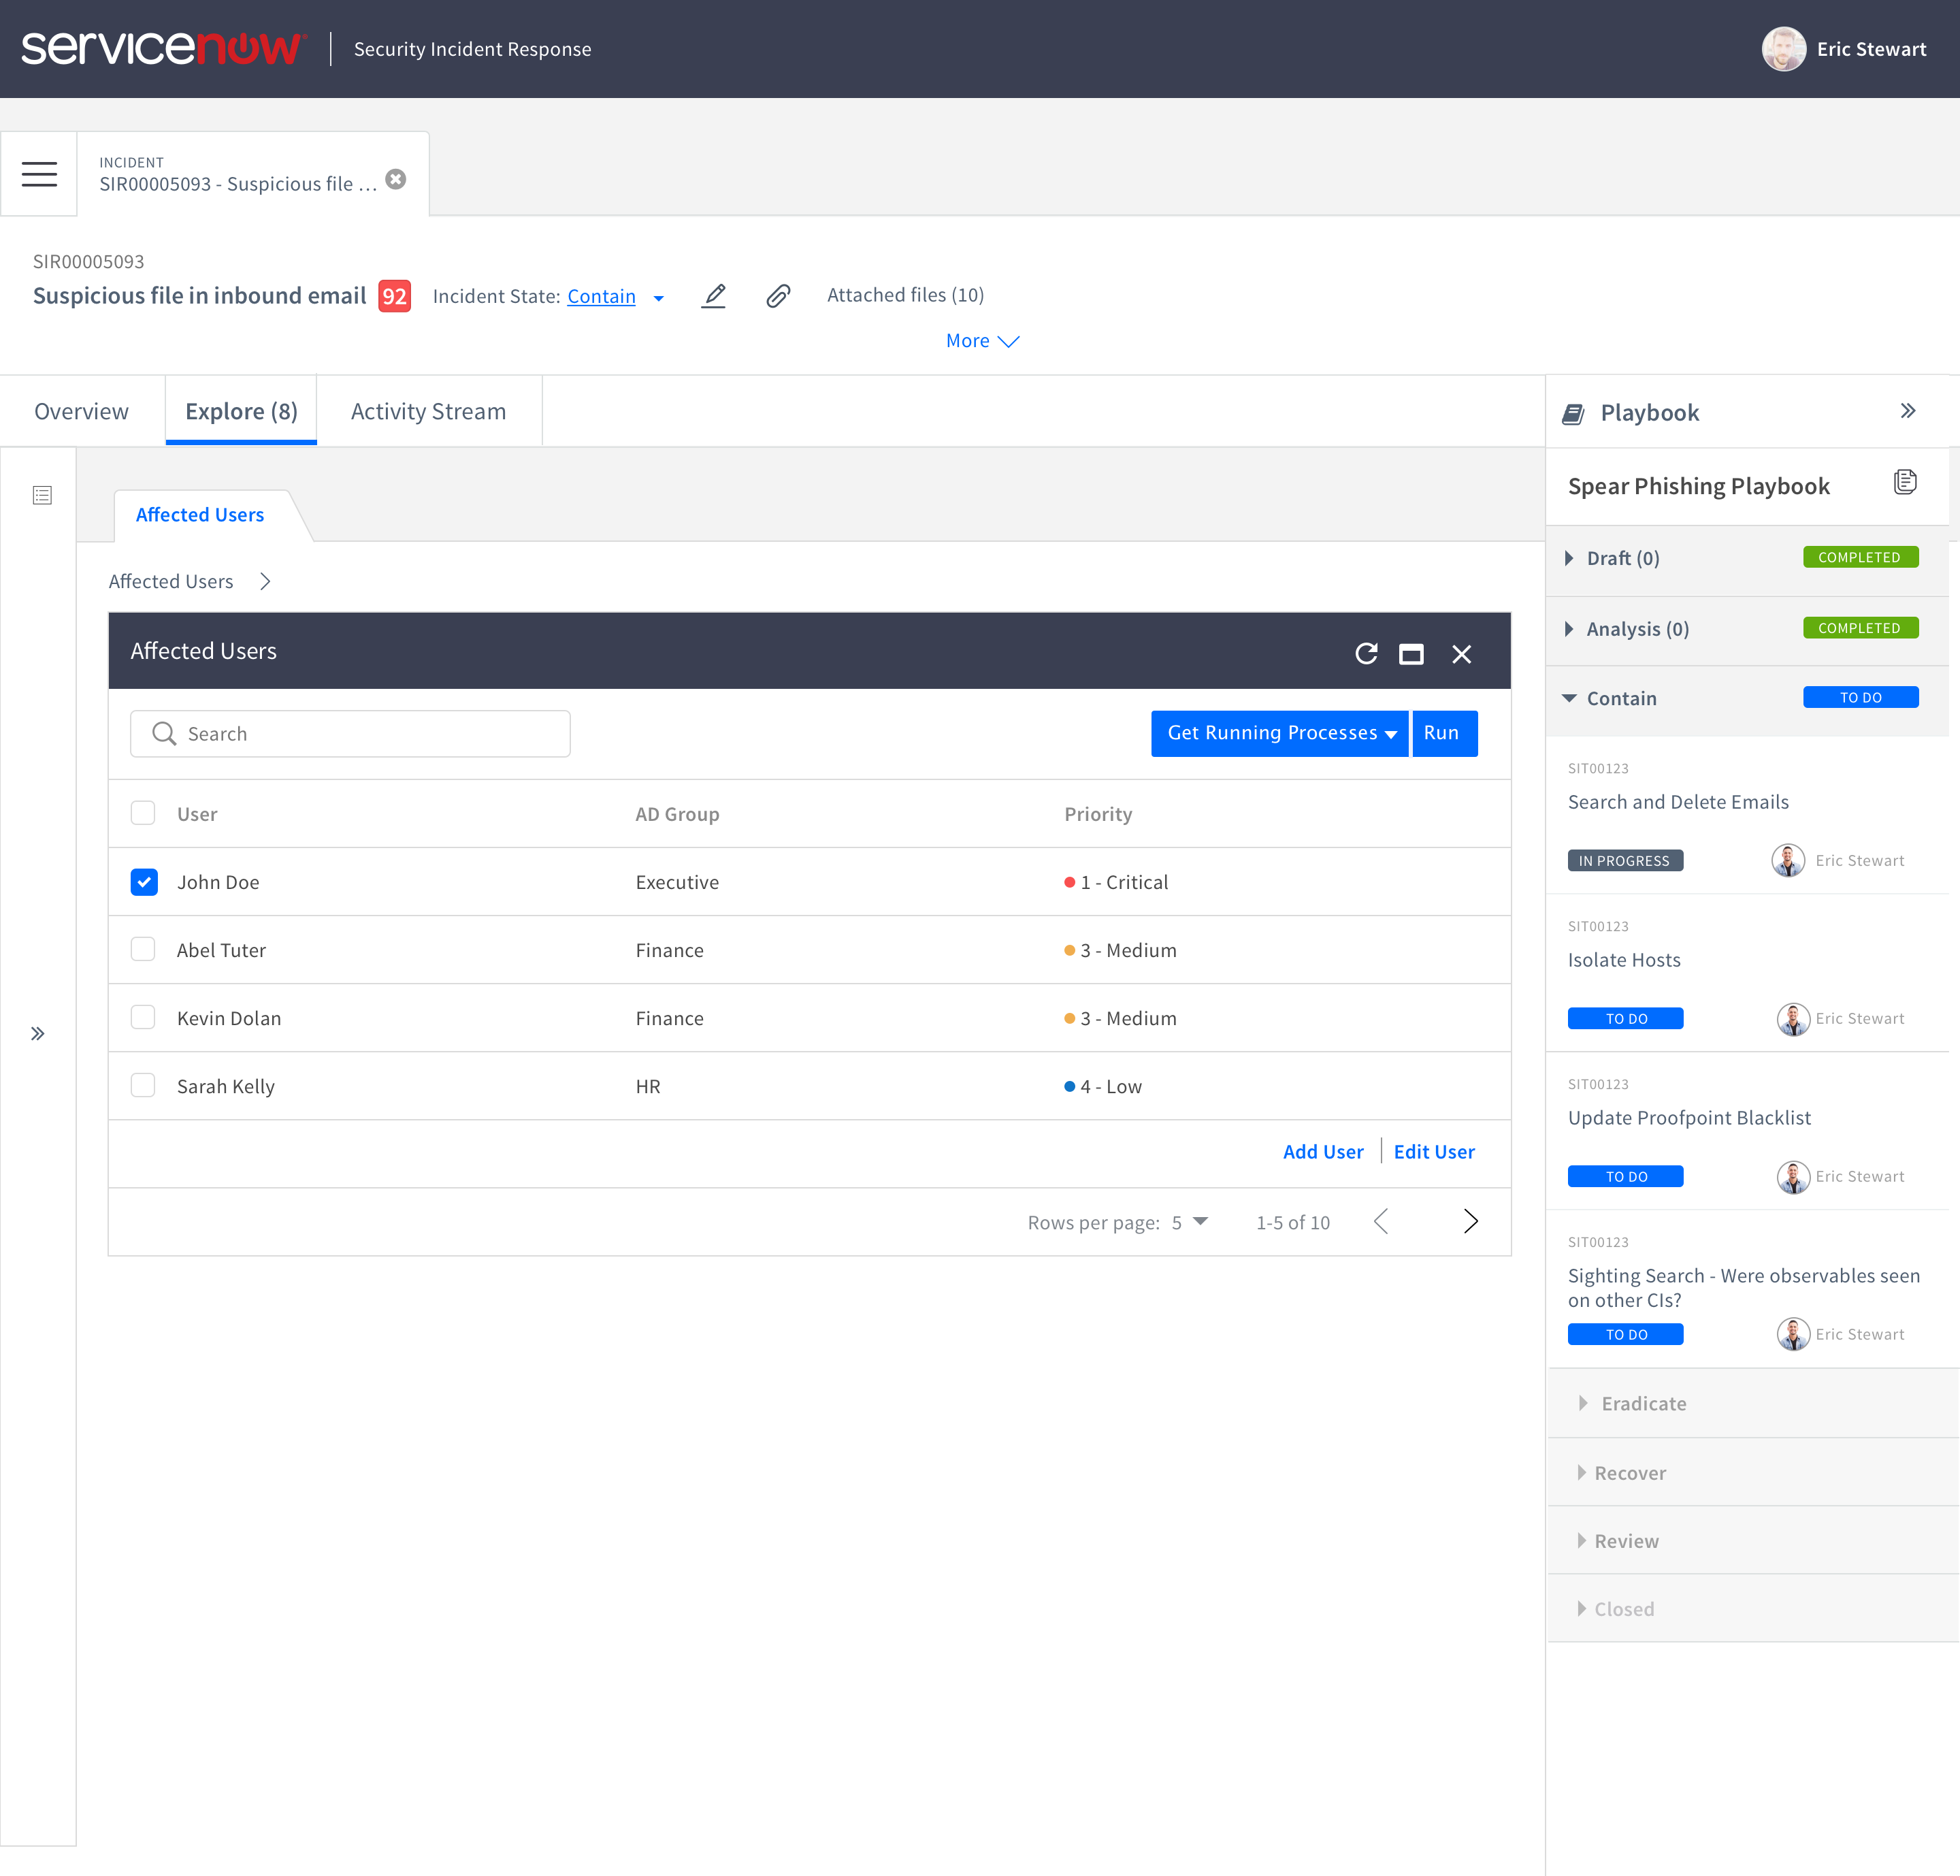 servicenow
Security Incident Response
Eric Stewart
INCIDENT
SIR00005093 - Suspicious file ...
SIR00005093
Suspicious file in inbound email 92 Incident State: Contain Attached files (10)
More
Overview Explore (8) Activity Stream
Affected Users
Affected Users
Affected Users
Search
Get Running Processes Run
User AD Group Priority
John Doe Executive 1 - Critical
Abel Tuter Finance 3 - Medium
Kevin Dolan Finance 3 - Medium
Sarah Kelly HR 4 - Low
Add User Edit User
Rows per page: 5 1-5 of 10
Playbook
Spear Phishing Playbook
Draft (0) COMPLETED
Analysis (0) COMPLETED
Contain TO DO
SIT00123
Search and Delete Emails
IN PROGRESS Eric Stewart
SIT00123
Isolate Hosts
TO DO Eric Stewart
SIT00123
Update Proofpoint Blacklist
TO DO Eric Stewart
SIT00123
Sighting Search - Were observables seen
on other CIs?
TO DO Eric Stewart
Eradicate
Recover
Review
Closed